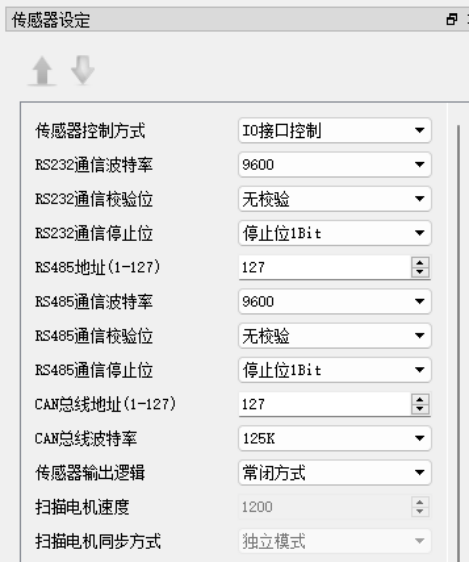 传感器设定
传感器控制方式 IO接口控制
RS232通信波特率 9600
RS232通信校验位 无校验
RS232通信停止位 停止位1Bit
RS485地址(1-127) 127
RS485通信波特率 9600
RS485通信校验位 无校验
RS485通信停止位 停止位1Bit
CAN总线地址(1-127) 127
CAN总线波特率 125K
传感器输出逻辑 常闭方式
扫描电机速度 1200
扫描电机同步方式 独立模式